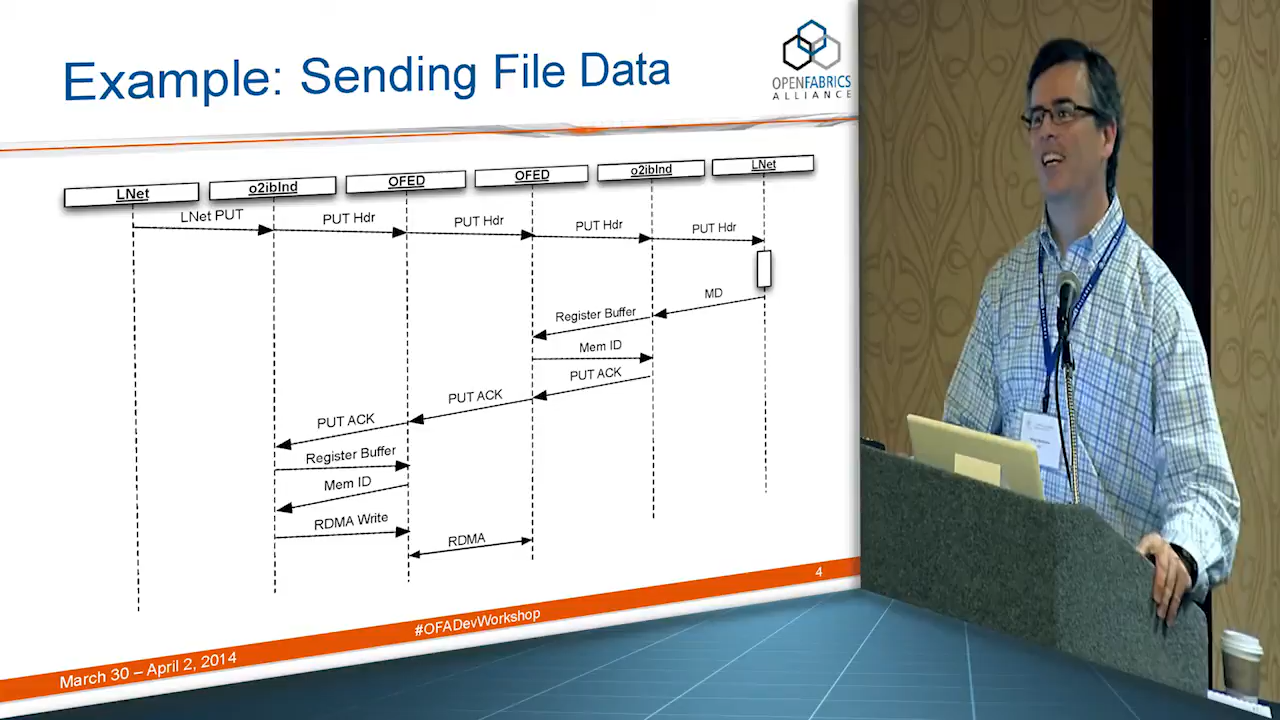 Example: Sending File Data
OPENFABRICS
ALLIANCE
LNet
o2iblnd
OFED
OFED
o2iblnd
LNet
LNet PUT
PUT Hdr
PUT Hdr
PUT Hdr
PUT Hdr
MD
Register Buffer
Mem ID
PUT ACK
PUT ACK
PUT ACK
Register Buffer
Mem ID
RDMA Write
RDMA
4
#OFADevWorkshop
March 30 – April 2, 2014